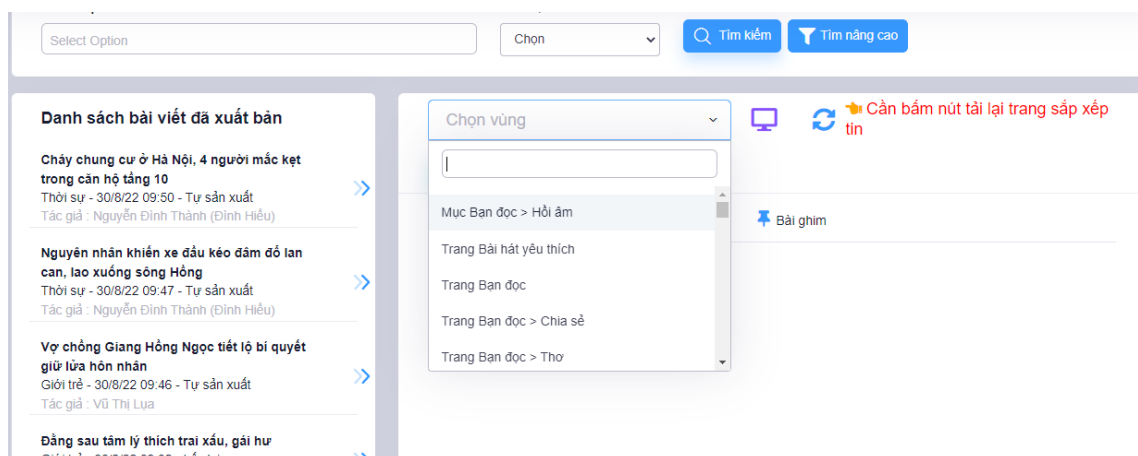 Select Option
Chọn
Tìm kiếm
Tìm nâng cao
Danh sách bài viết đã xuất bản
Cháy chung cư ở Hà Nội, 4 người mắc kẹt
trong căn hộ tầng 10
Thời sự - 30/8/22 09:50 - Tự sản xuất
Tác giả : Nguyễn Đình Thành (Đình Hiếu)
Nguyên nhân khiến xe đầu kéo đâm đổ lan
can, lao xuống sông Hồng
Thời sự - 30/8/22 09:47 - Tự sản xuất
Tác giả : Nguyễn Đình Thành (Đình Hiếu)
Vợ chồng Giang Hồng Ngọc tiết lộ bí quyết
giữ lửa hôn nhân
Giới trẻ - 30/8/22 09:46 - Tự sản xuất
Tác giả : Vũ Thị Lụa
Đằng sau tâm lý thích trai xấu, gái hư
Chọn vùng
Cần bấm nút tải lại trang sắp xếp
tin
Mục Bạn đọc > Hồi âm
Trang Bài hát yêu thích
Trang Bạn đọc
Trang Bạn đọc > Chia sẻ
Trang Bạn đọc > Thơ
Bài ghim